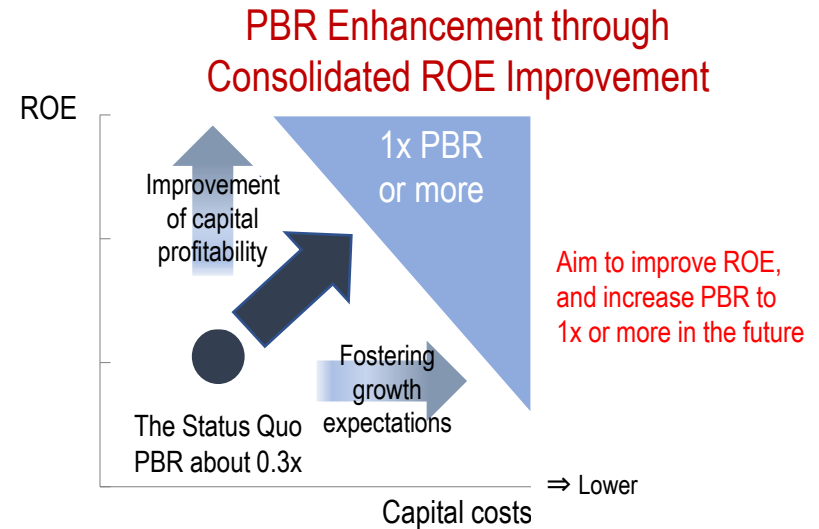 PBR Enhancement through
Consolidated ROE Improvement
ROE
1x PBR
or more
Improvement
of capital
profitability
Aim to improve ROE,
and increase PBR to
1x or more in the future
Fostering
growth
expectations
The Status Quo
PBR about 0.3x
⇒ Lower
Capital costs